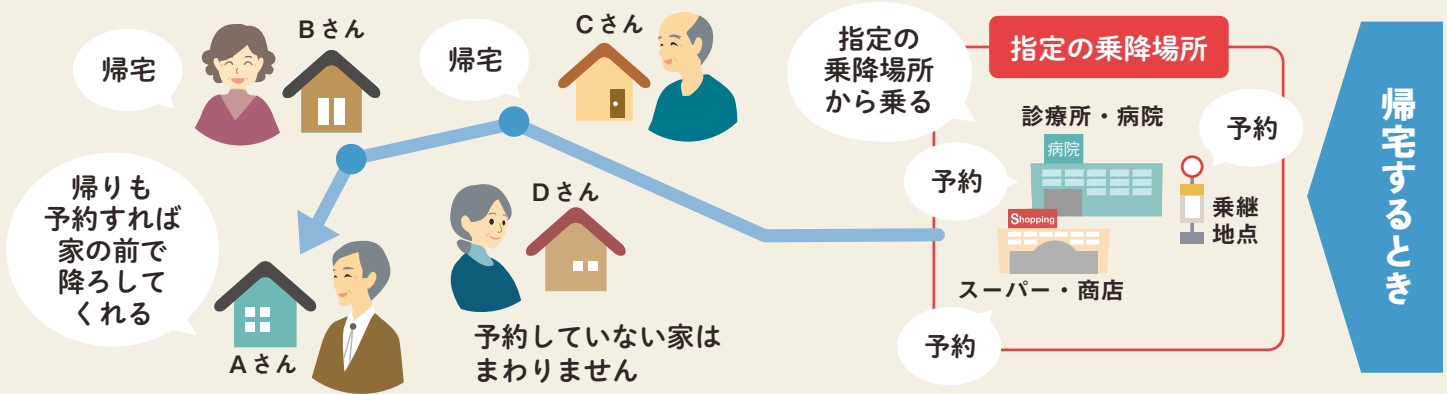 帰宅
Bさん
帰宅
Cさん
指定の
乗降場所
から乗る
指定の乗降場所
診療所・病院
病院
予約
予約
Shopping
乗継
地点
スーパー・商店
予約
帰宅するとき
帰りも
予約すれば
家の前で
降ろして
くれる
Aさん
Dさん
予約していない家は
まわりません